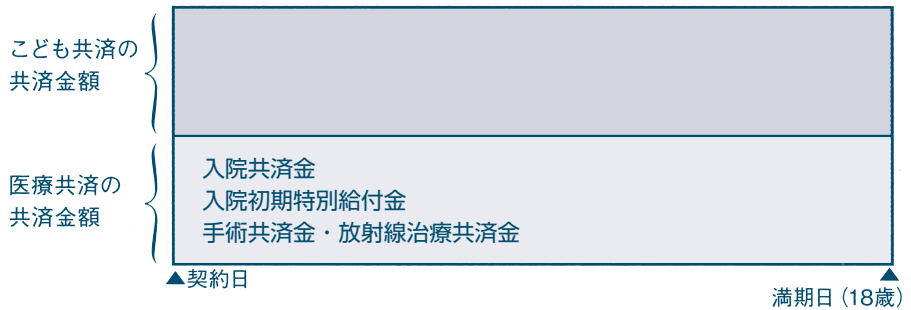 こども共済の
共済金額
医療共済の
共済金額
入院共済金
入院初期特別給付金
手術共済金・放射線治療共済金
▲契約日
▲
満期日(18歳)